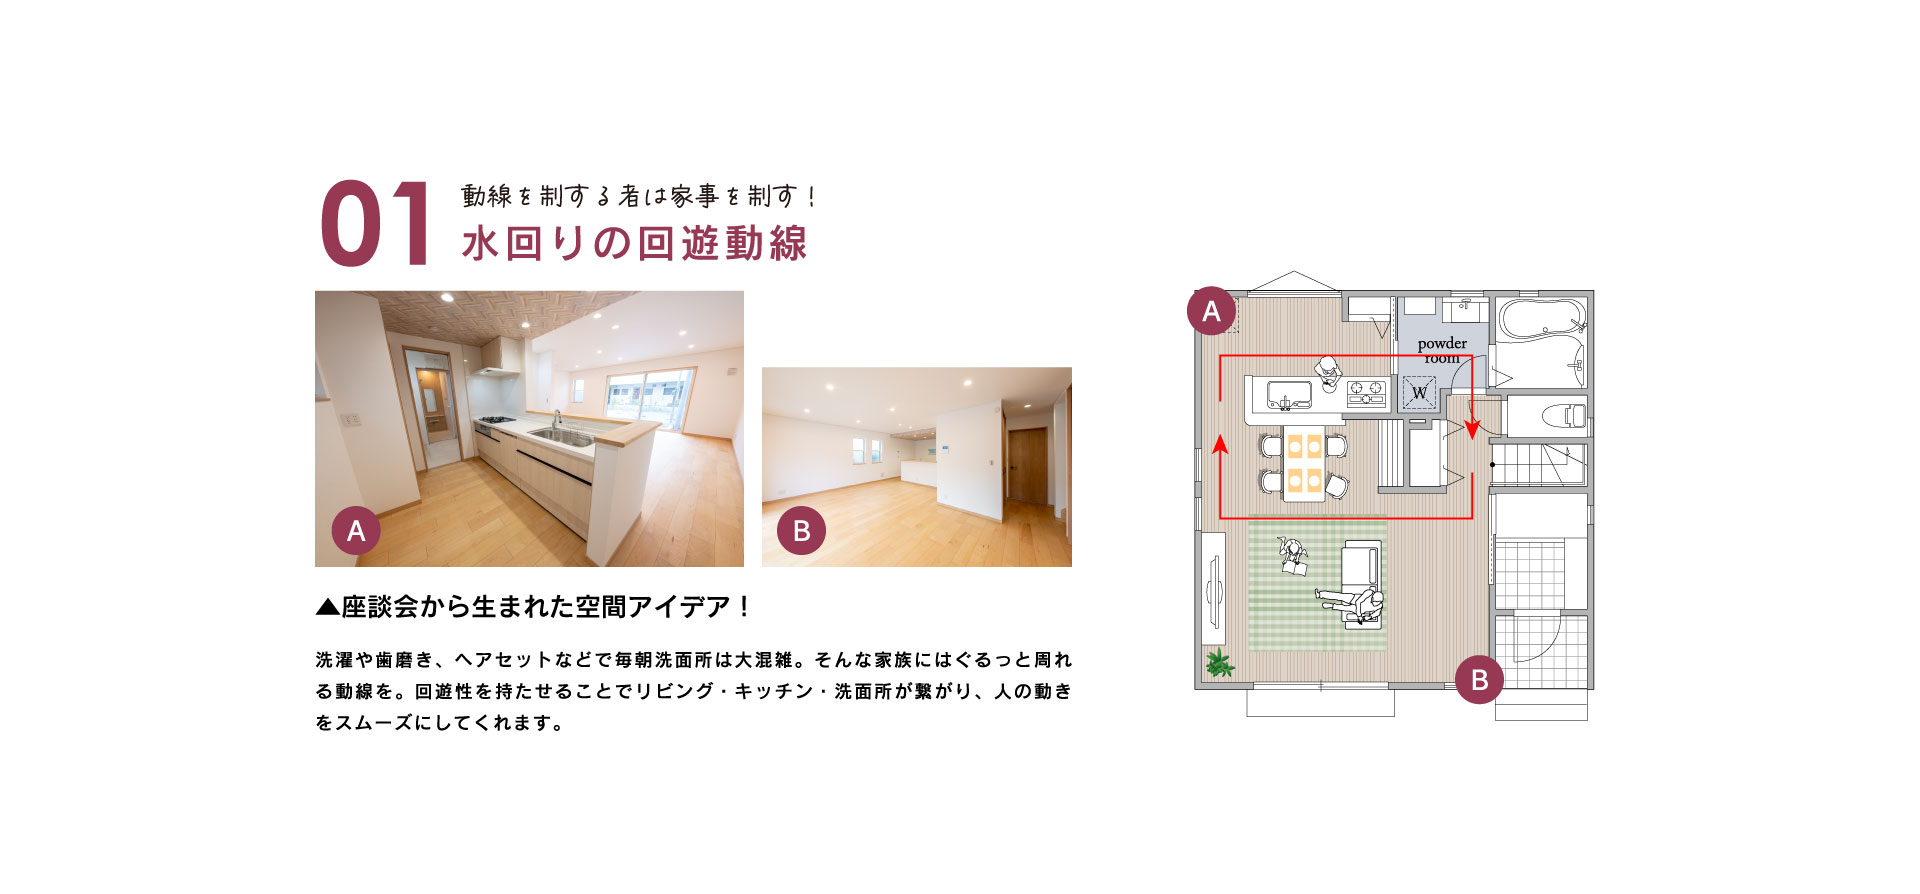 01
動線を制する者は家事を制す！
水回りの回遊動線
A
B
▲座談会から生まれた空間アイデア！
洗濯や歯磨き、ヘアセットなどで毎朝洗面所は大混雑。そんな家族にはぐるっと周れ
る動線を。回遊性を持たせることでリビング・キッチン・洗面所が繋がり、人の動き
をスムーズにしてくれます。
A
powder
room
W
B